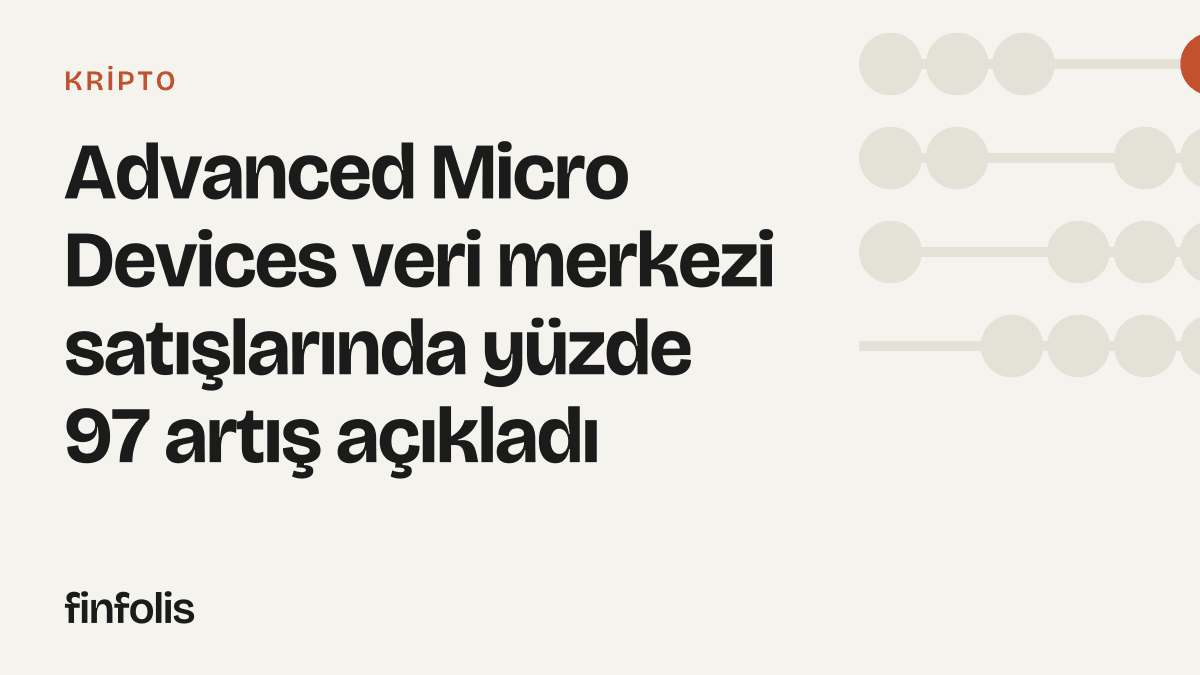 KRİPTO
Advanced Micro
Devices veri merkezi
satışlarında yüzde
97 artış açıkladı
finfolis